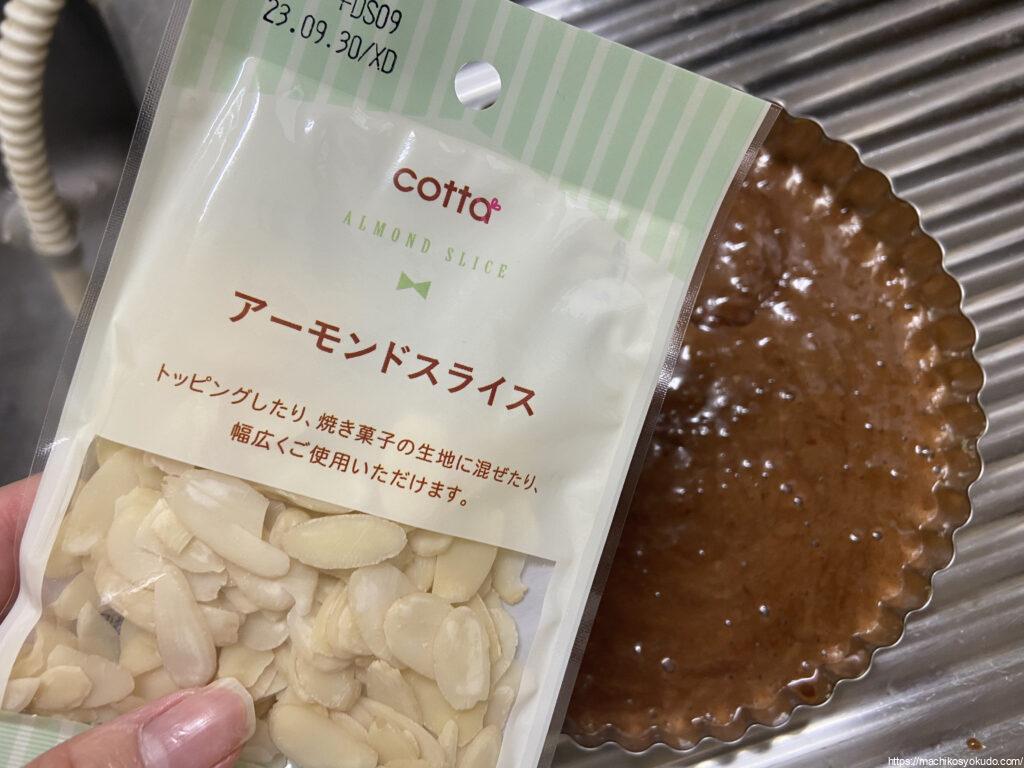 23.09.30/XD
cotta
ALMOND SLICE
アーモンドスライス
トッピングしたり、焼き菓子の生地に混ぜたり、
幅広くご使用いただけます。
https://machikosyokudo.com/